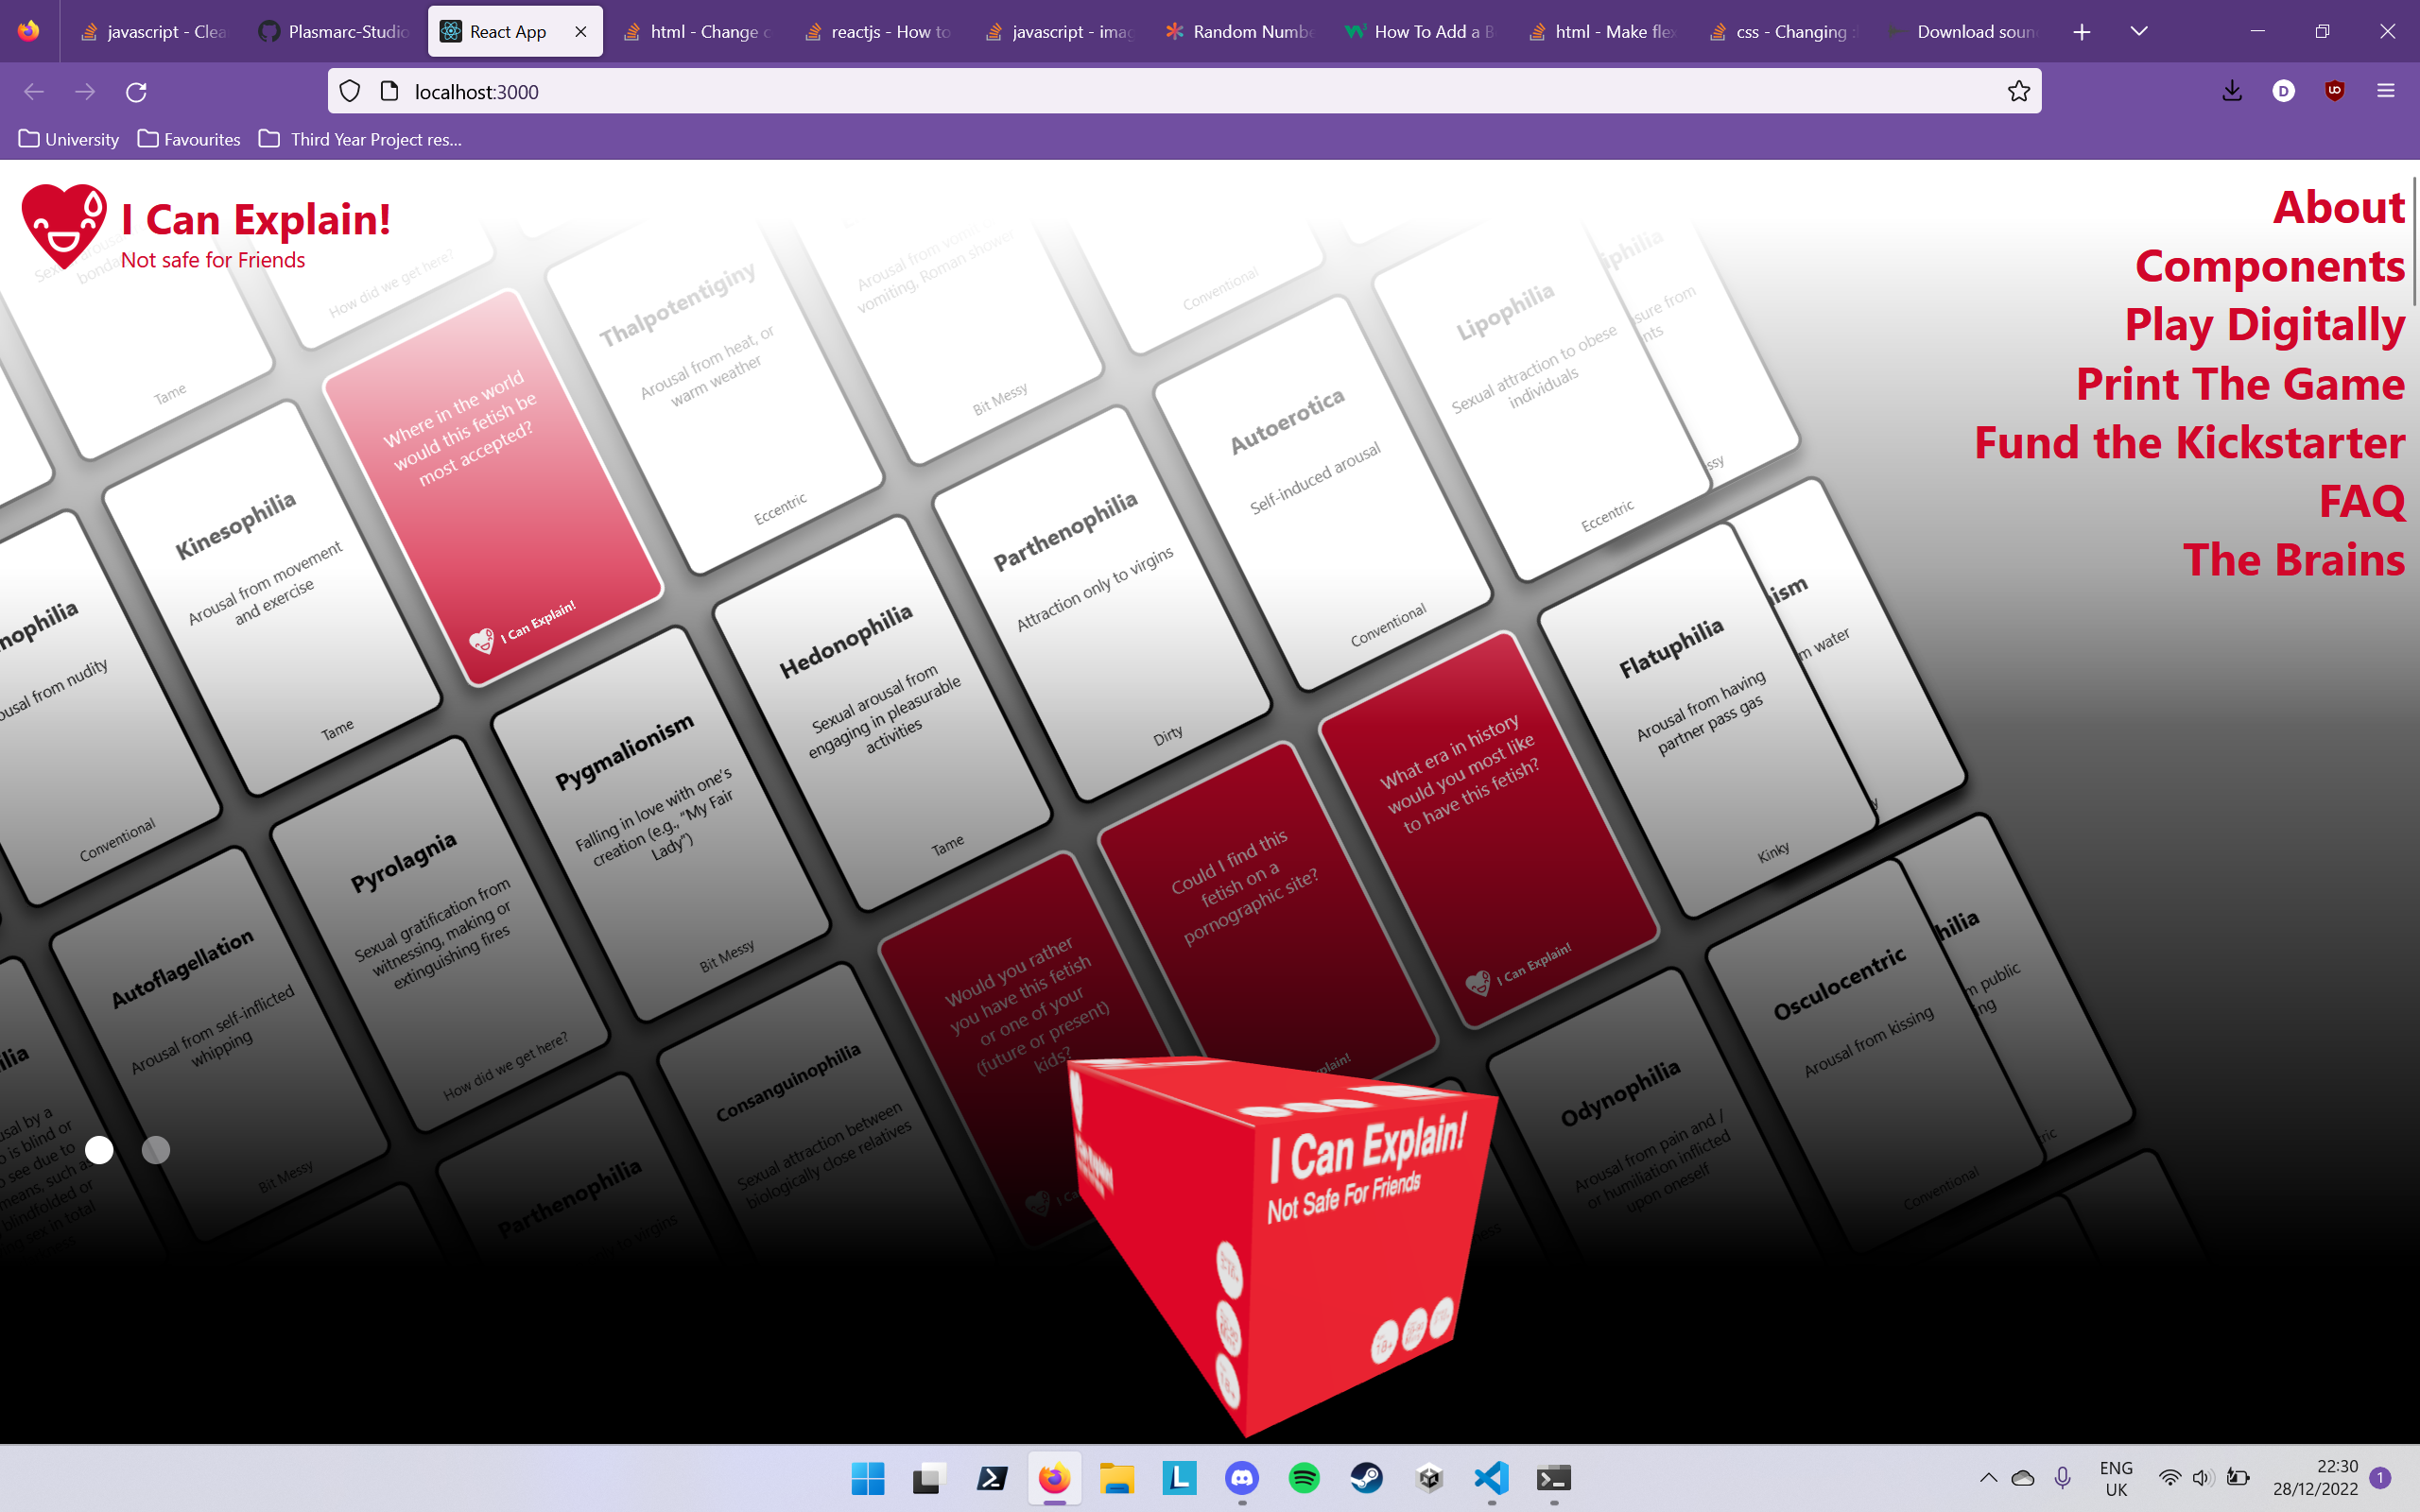 javascript - Clea
Plasmarc-Studio
React App
html - Change c
reactjs - How to
javascript - imag
Random Numbe
How To Add a B
html - Make flex
css - Changing :
Download soun
localhost:3000
University
Favourites
Third Year Project res...
I Can Explain!
Not safe for Friends
About
Components
Play Digitally
Print The Game
Fund the Kickstarter
FAQ
The Brains
How did we get here?
Tame
Where in the world
would this fetish be
most accepted?
I Can Explain!
Thalpotentiginy
Arousal from heat, or
warm weather
Eccentric
Arousal from vomit
vomiting, Roman shower
Bit Messy
Conventional
Autoerotica
Self-induced arousal
Conventional
Lipophilia
Sexual attraction to obese
individuals
Eccentric
Kinesophilia
Arousal from movement
and exercise
Tame
nophilia
ousal from nudity
Conventional
Pygmalionism
Falling in love with one's
creation (e.g., "My Fair
Lady")
Bit Messy
Hedonophilia
Sexual arousal from
engaging in pleasurable
activities
Tame
Parthenophilia
Attraction only to virgins
Dirty
What era in history
would you most like
to have this fetish?
I Can Explain!
Flatuphilia
Arousal from having
partner pass gas
Kinky
ism
m water
Autoflagellation
Arousal from self-inflicted
whipping
Bit Messy
Pyrolagnia
Sexual gratification from
witnessing, making or
extinguishing fires
How did we get here?
Consanguinophilia
Sexual attraction between
biologically close relatives
Would you rather
you have this fetish
or one of your
(future or present)
kids?
Could I find this
fetish on a
pornographic site?
Odynophilia
Arousal from pain and /
or humiliation inflicted
upon oneself
Osculocentric
Arousal from kissing
Conventional
Parthenophilia
to virgins
I Can Explain!
Not Safe For Friends
18+
ENG
UK
22:30
28/12/2022
1